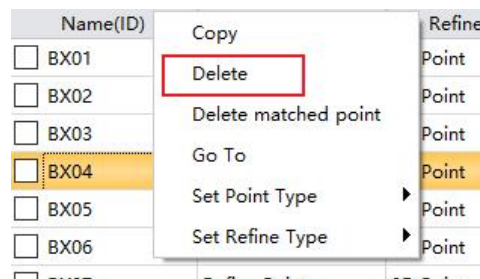 Name(ID) Refine
BX01 Copy Point
BX02 Delete Point
BX03 Delete matched point Point
BX04 Go To Point
BX05 Set Point Type Point
BX06 Set Refine Type Point